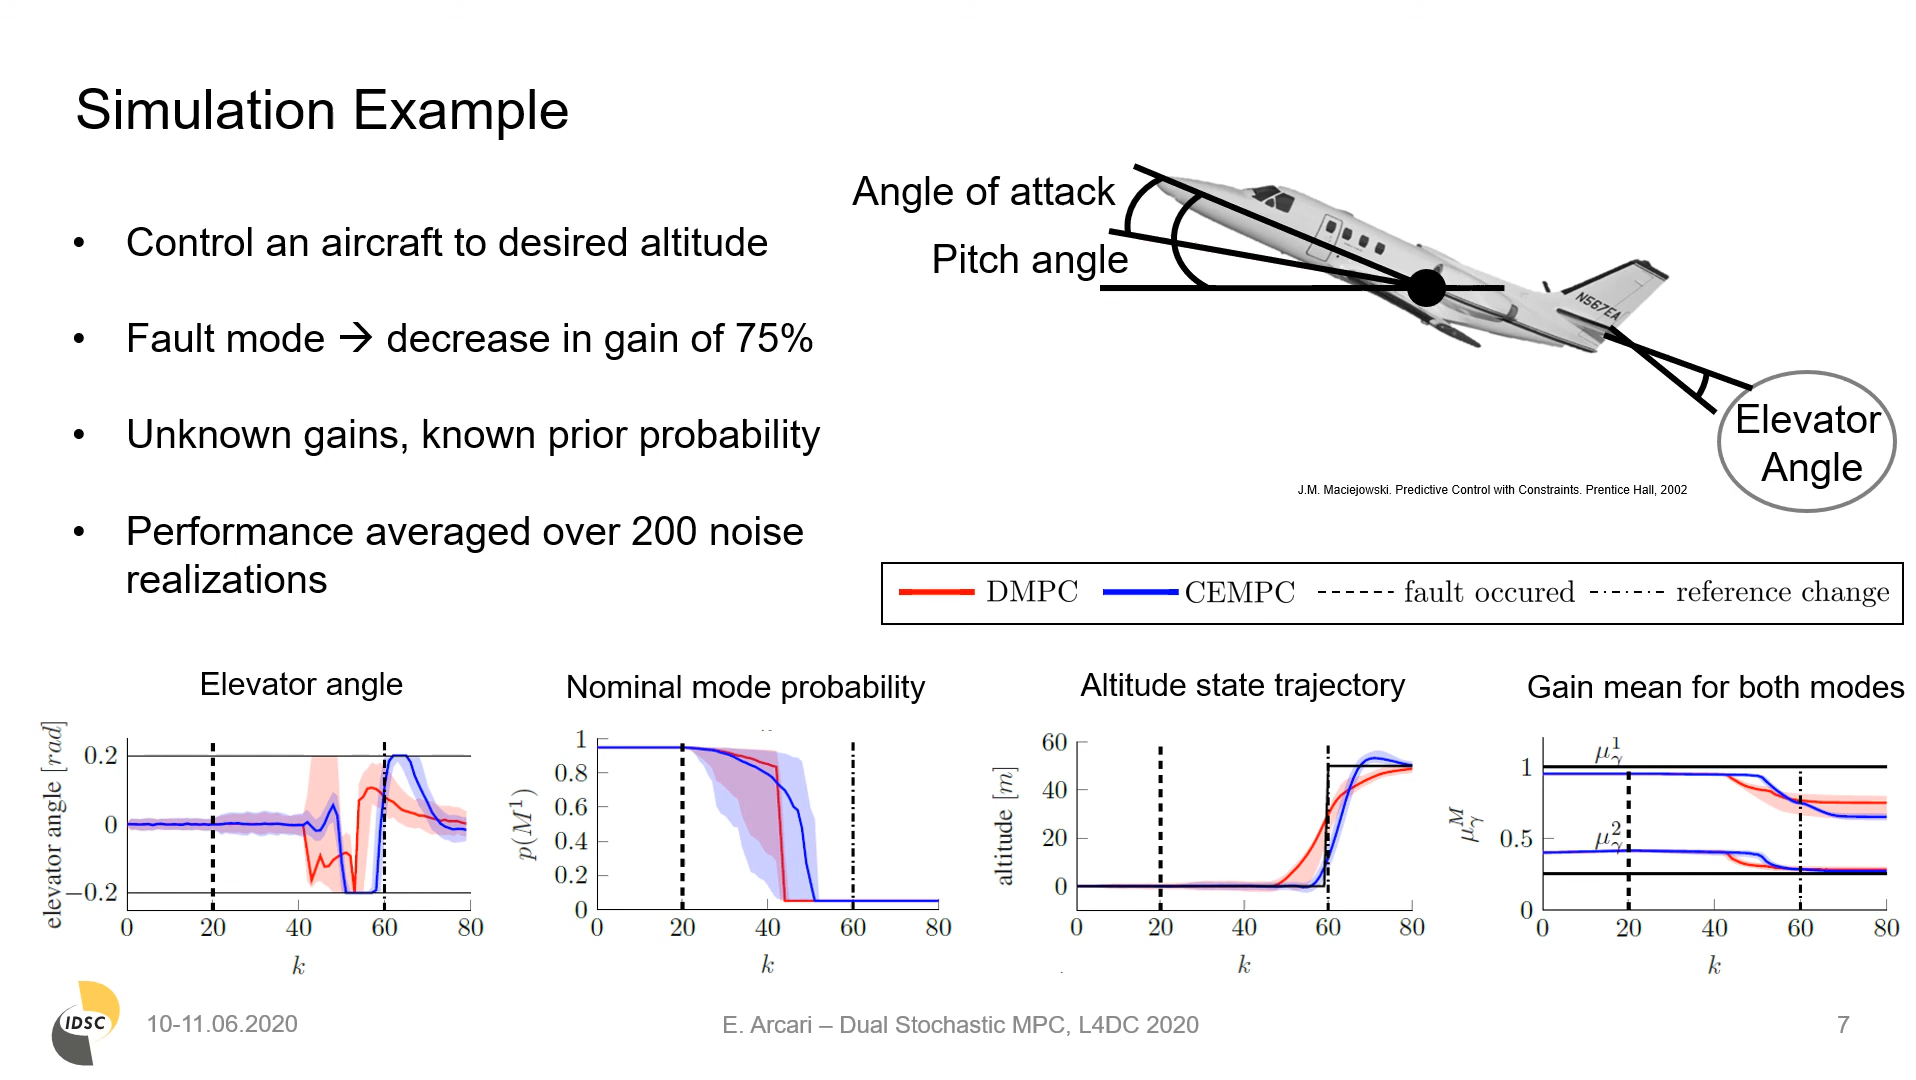 Simulation Example
• Control an aircraft to desired altitude
• Fault mode → decrease in gain of 75%
• Unknown gains, known prior probability
• Performance averaged over 200 noise
realizations
Angle of attack
Pitch angle
N567EA
Elevator
Angle
J.M. Maciejowski. Predictive Control with Constraints. Prentice Hall, 2002
DMPC CEMPC fault occured reference change
Elevator angle
elevator angle [rad]
0.2
0
−0.2
0 20 40 60 80
k
Nominal mode probability
p(M¹)
1
0.8
0.6
0.4
0.2
0
0 20 40 60 80
k
Altitude state trajectory
altitude [m]
60
40
20
0
0 20 40 60 80
k
Gain mean for both modes
μ_γ^M
μ_γ^1
1
μ_γ^2
0.5
0
0 20 40 60 80
k
IDSC
10-11.06.2020
E. Arcari – Dual Stochastic MPC, L4DC 2020
7